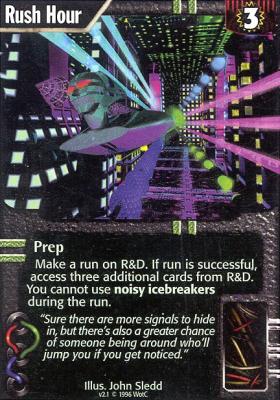 Rush Hour
3
Prep
Make a run on R&D. If run is successful,
access three additional cards from R&D.
You cannot use noisy icebreakers
during the run.
"Sure there are more signals to hide
in, but there's also a greater chance
of someone being around who'll
jump you if you get noticed."
Illus. John Sledd
v2.1 © 1996 WotC